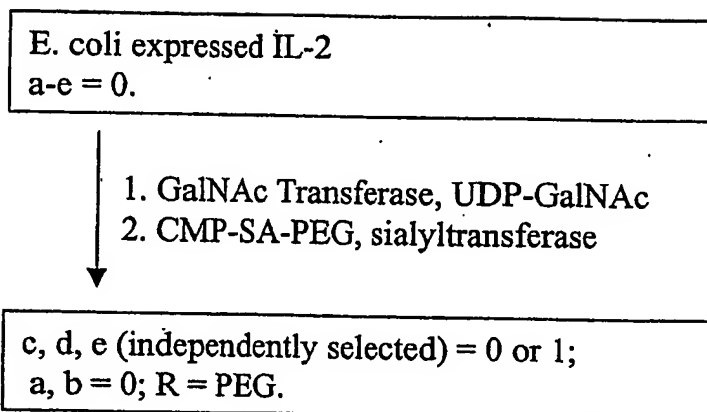 E. coli expressed IL-2
a-e = 0.
1. GalNAc Transferase, UDP-GalNAc
2. CMP-SA-PEG, sialyltransferase
c, d, e (independently selected) = 0 or 1;
a, b = 0; R = PEG.